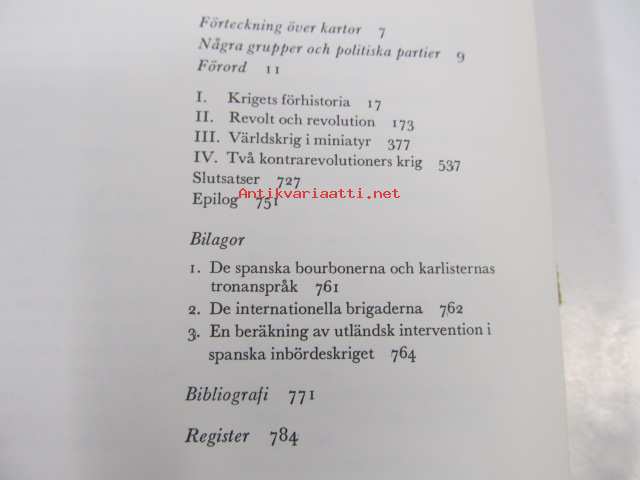 Förteckning över kartor 7
Några grupper och politiska partier 9
Förord 11
I. Krigets förhistoria 17
II. Revolt och revolution 173
III. Världskrig i miniatyr 377
IV. Två kontrarevolutioners krig 537
Slutsatser 727
Antikvariaatti.net
Epilog 751
Bilagor
1. De spanska bourbonerna och karlisternas
tronanspråk 761
2. De internationella brigaderna 762
3. En beräkning av utländsk intervention i
spanska inbördeskriget 764
Bibliografi 771
Register 784